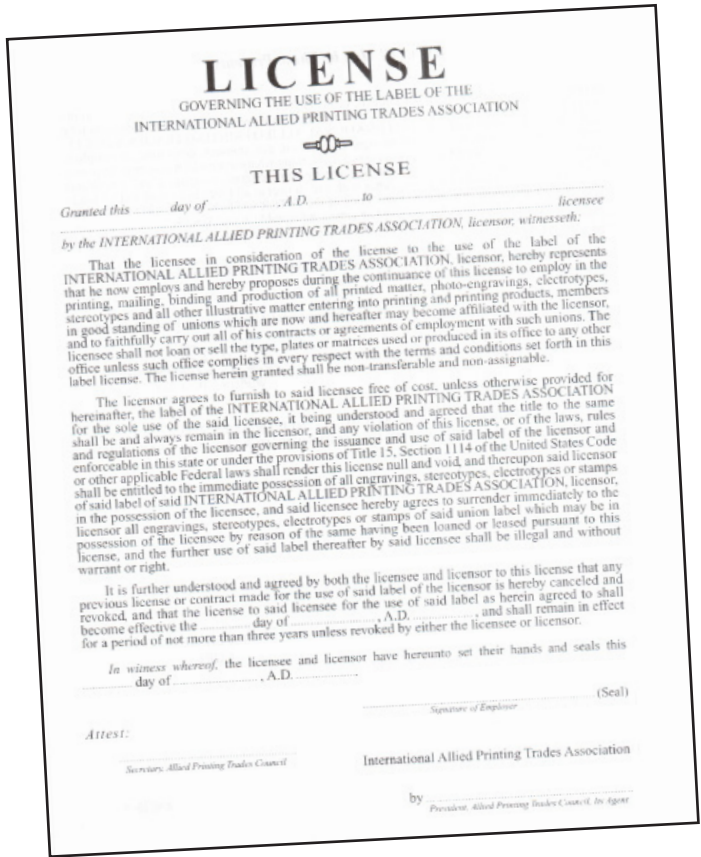 LICENSE
GOVERNING THE USE OF THE LABEL OF THE
INTERNATIONAL ALLIED PRINTING TRADES ASSOCIATION
THIS LICENSE
Granted this ............ day of ........................, A.D. ................ to ........................................................ licensee
by the INTERNATIONAL ALLIED PRINTING TRADES ASSOCIATION, licensor, witnesseth:
That the licensee in consideration of the license to the use of the label of the
INTERNATIONAL ALLIED PRINTING TRADES ASSOCIATION, licensor, hereby represents
that he now employs and hereby proposes during the continuance of this license to employ in the
printing, mailing, binding and production of all printed matter, photo-engravings, electrotypes,
stereotypes and all other illustrative matter entering into printing and printing products, members
in good standing of unions which are now and hereafter may become affiliated with the licensor,
and to faithfully carry out all of his contracts or agreements of employment with such unions. The
licensee shall not loan or sell the type, plates or matrices used or produced in its office to any other
office unless such office complies in every respect with the terms and conditions set forth in this
label license. The license herein granted shall be non-transferable and non-assignable.
The licensor agrees to furnish to said licensee free of cost, unless otherwise provided for
hereinafter, the label of the INTERNATIONAL ALLIED PRINTING TRADES ASSOCIATION
for the sole use of the said licensee, it being understood and agreed that the title to the same
shall be and always remain in the licensor, and any violation of this license, or of the laws, rules
and regulations of the licensor governing the issuance and use of said label of the licensor and
enforceable in this state or under the provisions of Title 15, Section 1114 of the United States Code
or other applicable Federal laws shall render this license null and void, and thereupon said licensor
shall be entitled to the immediate possession of all engravings, stereotypes, electrotypes or stamps
of said label of said INTERNATIONAL ALLIED PRINTING TRADES ASSOCIATION, licensor,
in the possession of the licensee, and said licensee hereby agrees to surrender immediately to the
licensor all engravings, stereotypes, electrotypes or stamps of said union label which may be in
possession of the licensee by reason of the same having been loaned or leased pursuant to this
license, and the further use of said label thereafter by said licensee shall be illegal and without
warrant or right.
It is further understood and agreed by both the licensee and licensor to this license that any
previous license or contract made for the use of said label of the licensor is hereby canceled and
revoked, and that the license to said licensee for the use of said label as herein agreed to shall
become effective the ................ day of ........................, A.D. ................, and shall remain in effect
for a period of not more than three years unless revoked by either the licensee or licensor.
In witness whereof, the licensee and licensor have hereunto set their hands and seals this
............ day of ........................, A.D. ................
(Seal)
Signature of Employer
Attest:
Secretary, Allied Printing Trades Council
International Allied Printing Trades Association
by ........................................
President, Allied Printing Trades Council, Its Agent